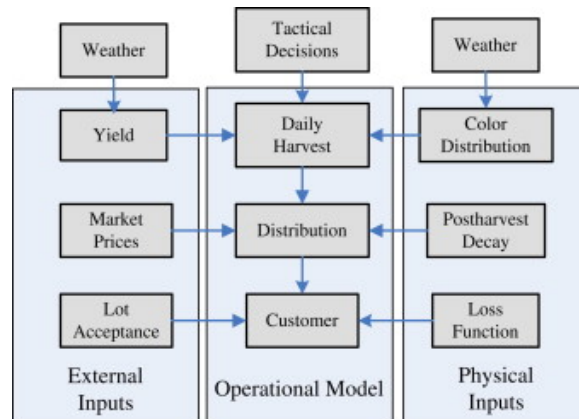 Weather
Tactical
Decisions
Weather
Yield
Daily
Harvest
Color
Distribution
Market
Prices
Distribution
Postharvest
Decay
Lot
Acceptance
Customer
Loss
Function
External
Inputs
Operational Model
Physical
Inputs